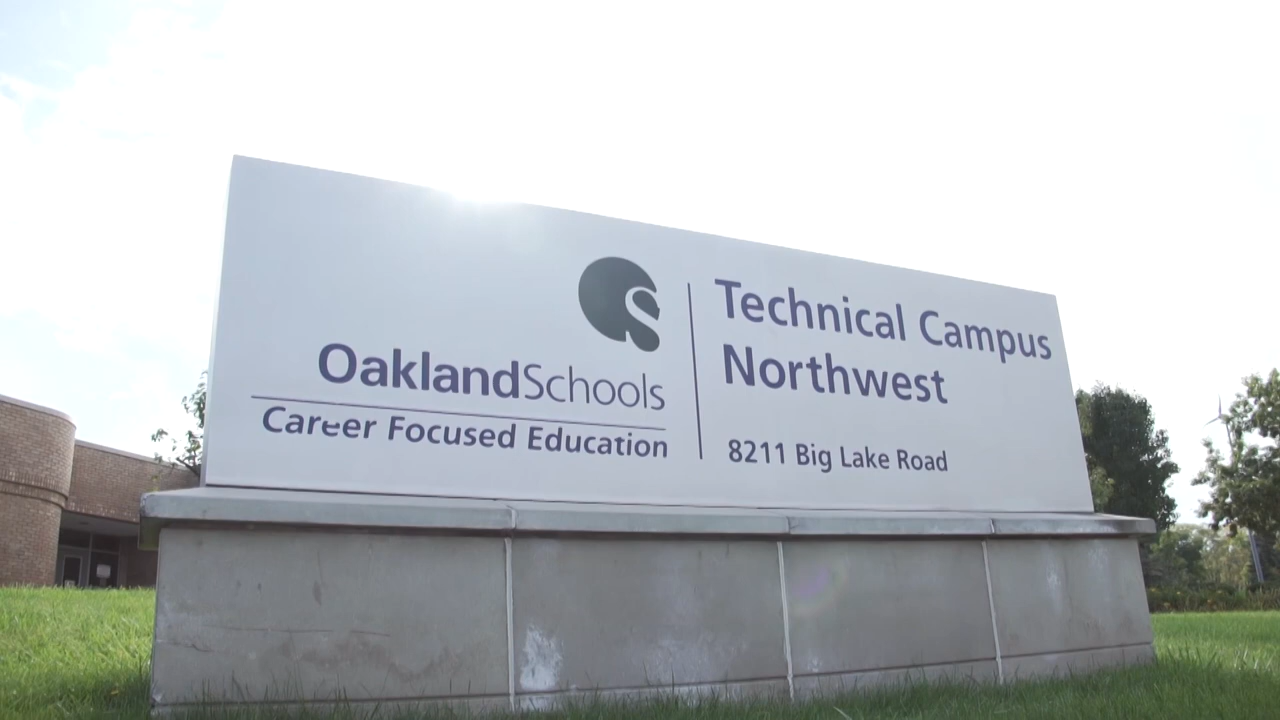 OaklandSchools
Career Focused Education
Technical Campus
Northwest
8211 Big Lake Road